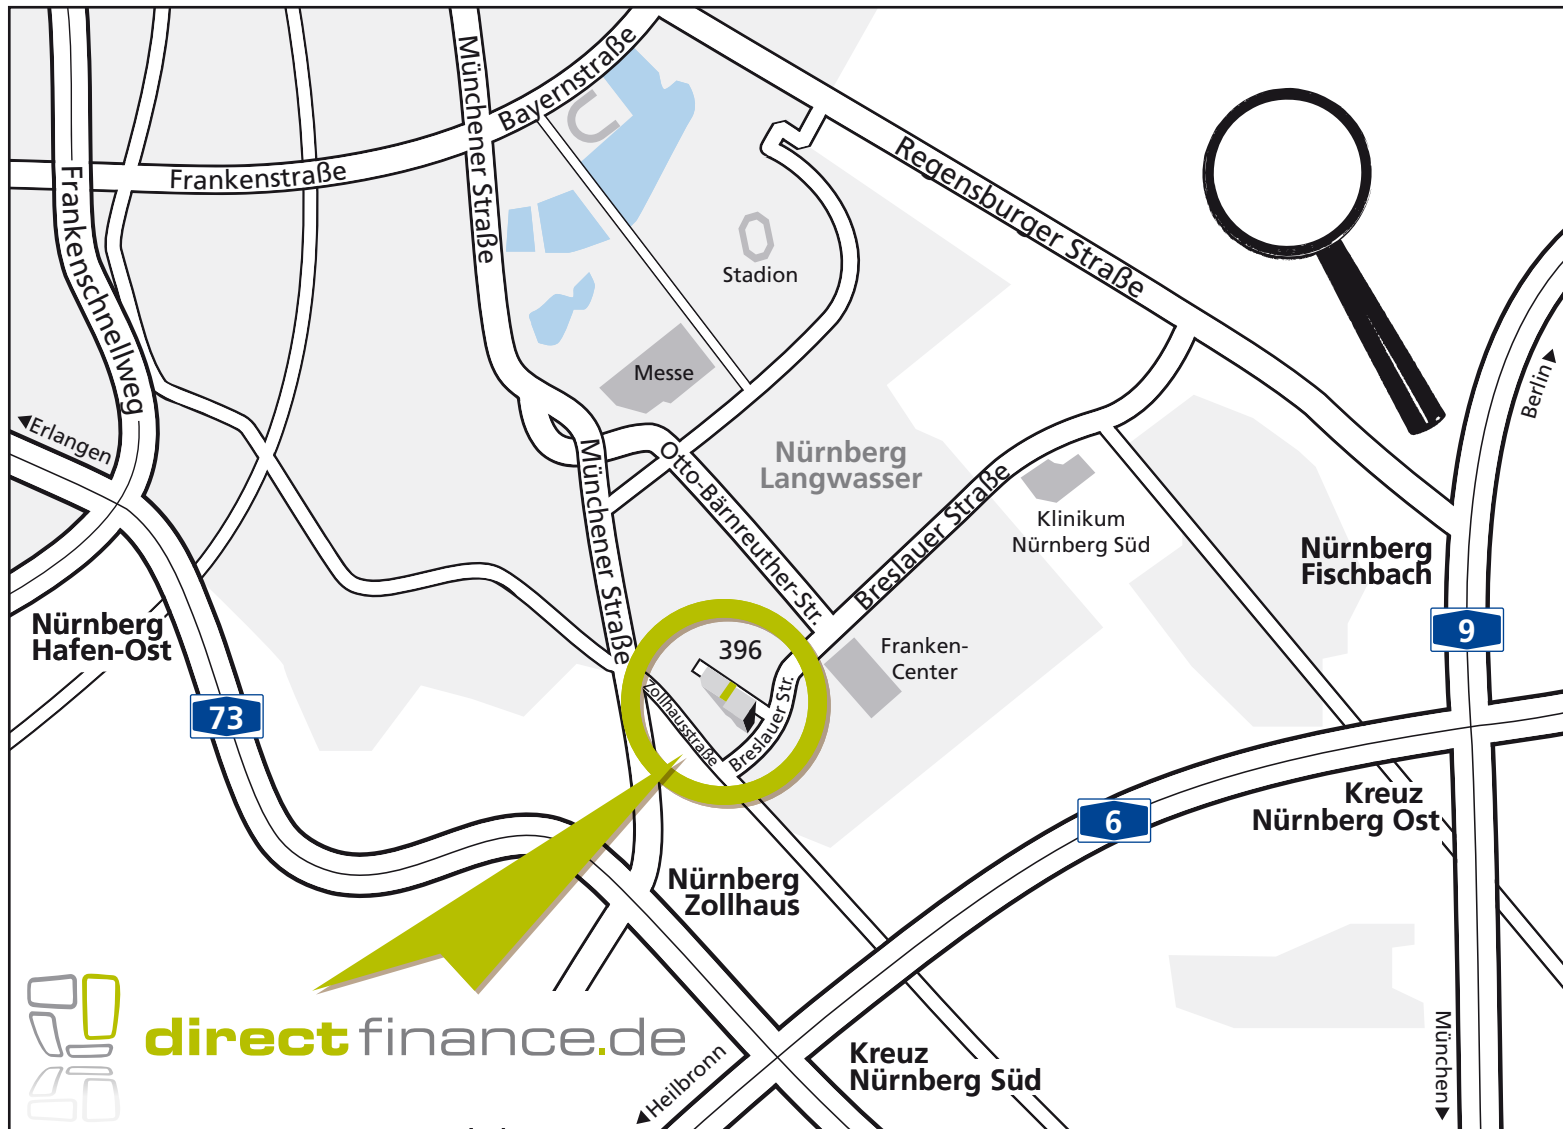 Münchener Straße
Bayernstraße
Frankenstraße
Frankenschnellweg
Regensburger Straße
Stadion
Messe
Berlin
Erlangen
Otto-Bärnreuther-Str.
Nürnberg
Langwasser
Breslauer Straße
Klinikum
Nürnberg Süd
Münchener Straße
Nürnberg
Fischbach
9
Nürnberg
Hafen-Ost
73
396
Franken-
Center
Zollhausstraße
Breslauer Str.
Kreuz
Nürnberg Ost
6
Nürnberg
Zollhaus
directfinance.de
Kreuz
Nürnberg Süd
Heilbronn
München